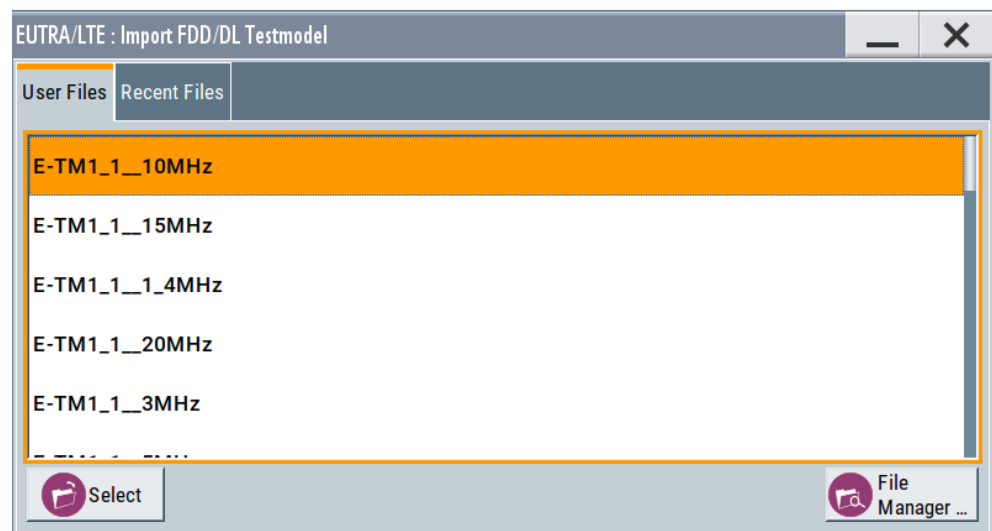 EUTRA/LTE : Import FDD/DL Testmodel
User Files Recent Files
E-TM1_1__10MHz
E-TM1_1__15MHz
E-TM1_1__1_4MHz
E-TM1_1__20MHz
E-TM1_1__3MHz
Select
File
Manager ...